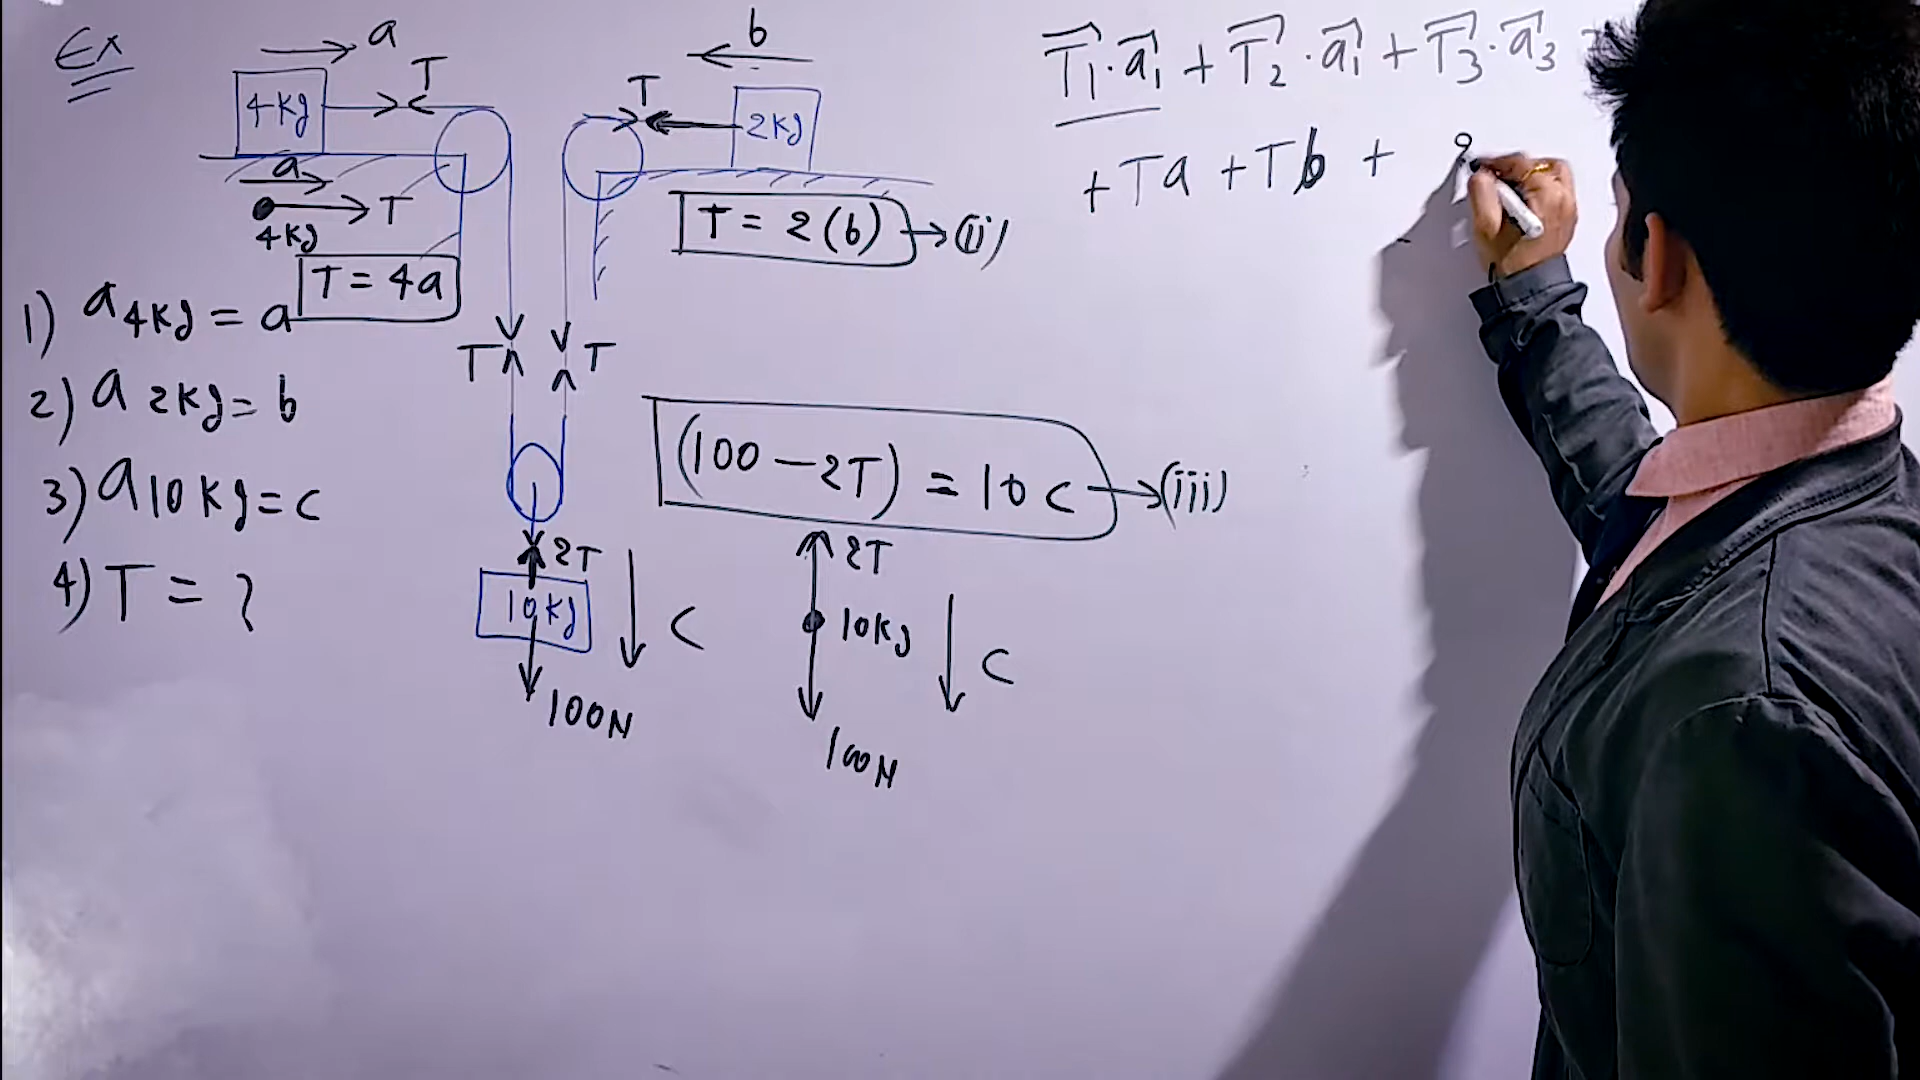 Ex
a
b
T
T
4kg
2kg
a
T
4kg
T = 4a
T = 2(b) → (ii)
1) a4kg = a
2) a 2kg = b
3) a10kg = c
4) T = ?
T
T
(100 – 2T) = 10 c → (iii)
2T
10kg
c
100N
2T
10kg
c
100N
T₁·a₁ + T₂·a₁ + T₃·a₃
+ Ta + Tb +